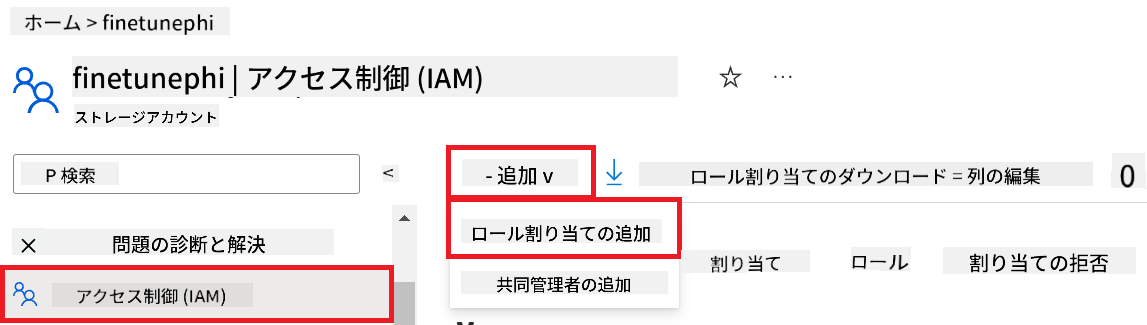 ホーム > finetunephi
finetunephi | アクセス制御 (IAM)
ストレージアカウント
P 検索
<
- 追加 v
ロール割り当てのダウンロード = 列の編集
0
ロール割り当ての追加
共同管理者の追加
割り当て
ロール
割り当ての拒否
問題の診断と解決
アクセス制御 (IAM)